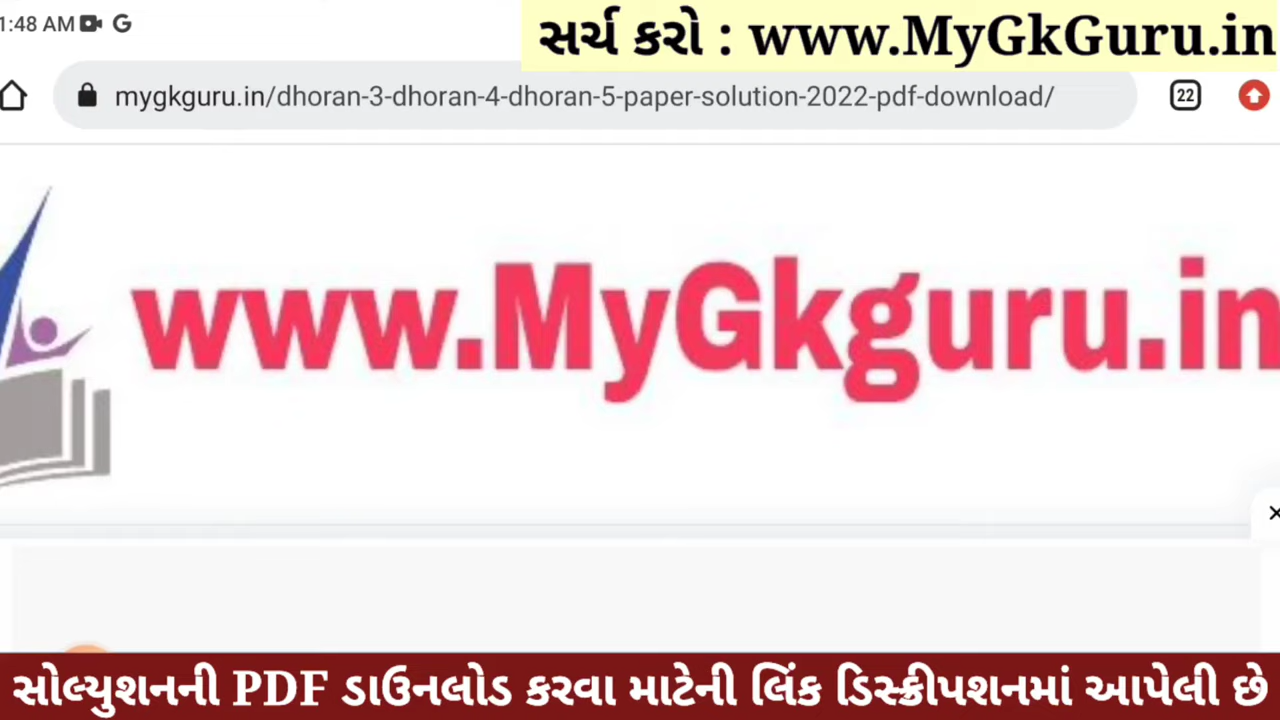 1:48 AM G
સર્ચ કરો : www.MyGkGuru.in
mygkguru.in/dhoran-3-dhoran-4-dhoran-5-paper-solution-2022-pdf-download/
22
www.MyGkguru.in
સોલ્યુશનની PDF ડાઉનલોડ કરવા માટેની લિંક ડિસ્ક્રીપશનમાં આપેલી છે